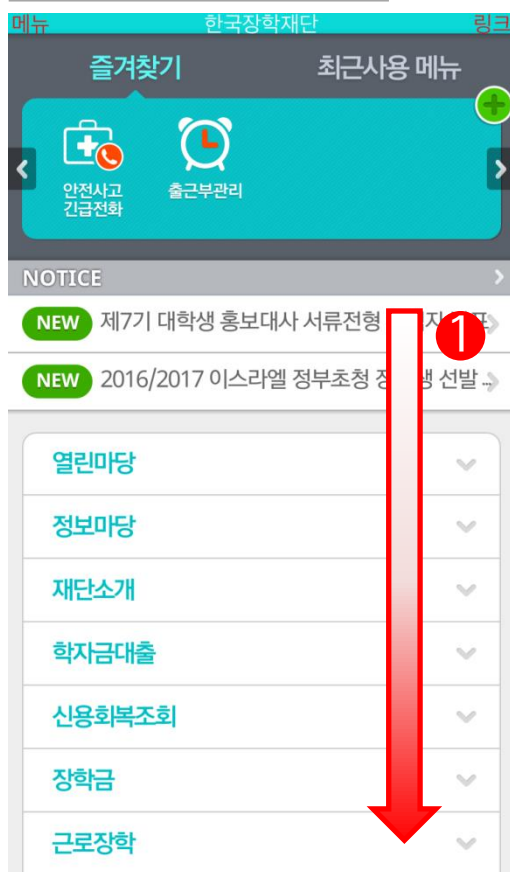 메뉴 한국장학재단 링크
즐겨찾기 최근사용 메뉴
안전사고
긴급전화
출근부관리
NOTICE
NEW 제7기 대학생 홍보대사 서류전형
1
NEW 2016/2017 이스라엘 정부초청 선발 ...
열린마당
정보마당
재단소개
학자금대출
신용회복조회
장학금
근로장학